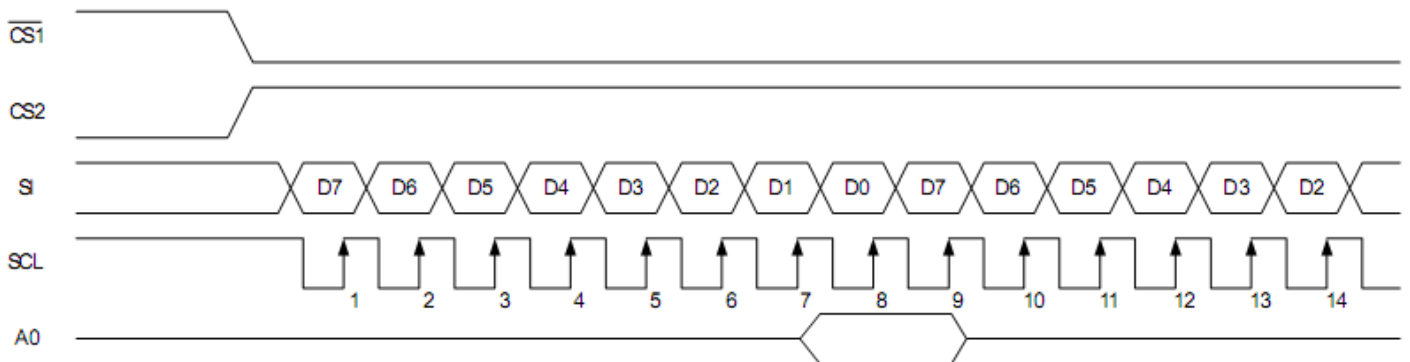 CS1
CS2
SI D7 D6 D5 D4 D3 D2 D1 D0 D7 D6 D5 D4 D3 D2
SCL
1 2 3 4 5 6 7 8 9 10 11 12 13 14
A0